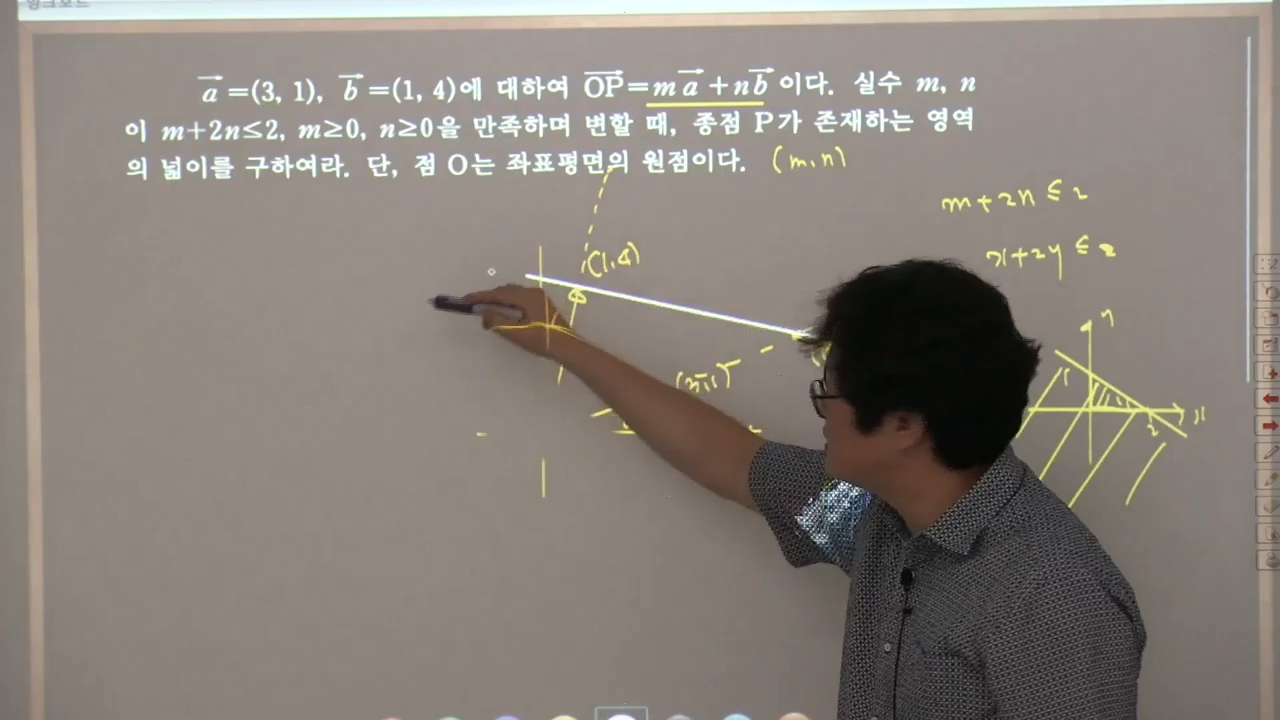 a = (3, 1), b = (1, 4)에 대하여 OP = ma + nb 이다. 실수 m, n
이 m+2n≤2, m≥0, n≥0을 만족하며 변할 때, 종점 P가 존재하는 영역
의 넓이를 구하여라. 단, 점 O는 좌표평면의 원점이다. (m,n)
m+2n ≤ 2
x+2y ≤ 2
(1,4)
(3,1)
y
1
2
x